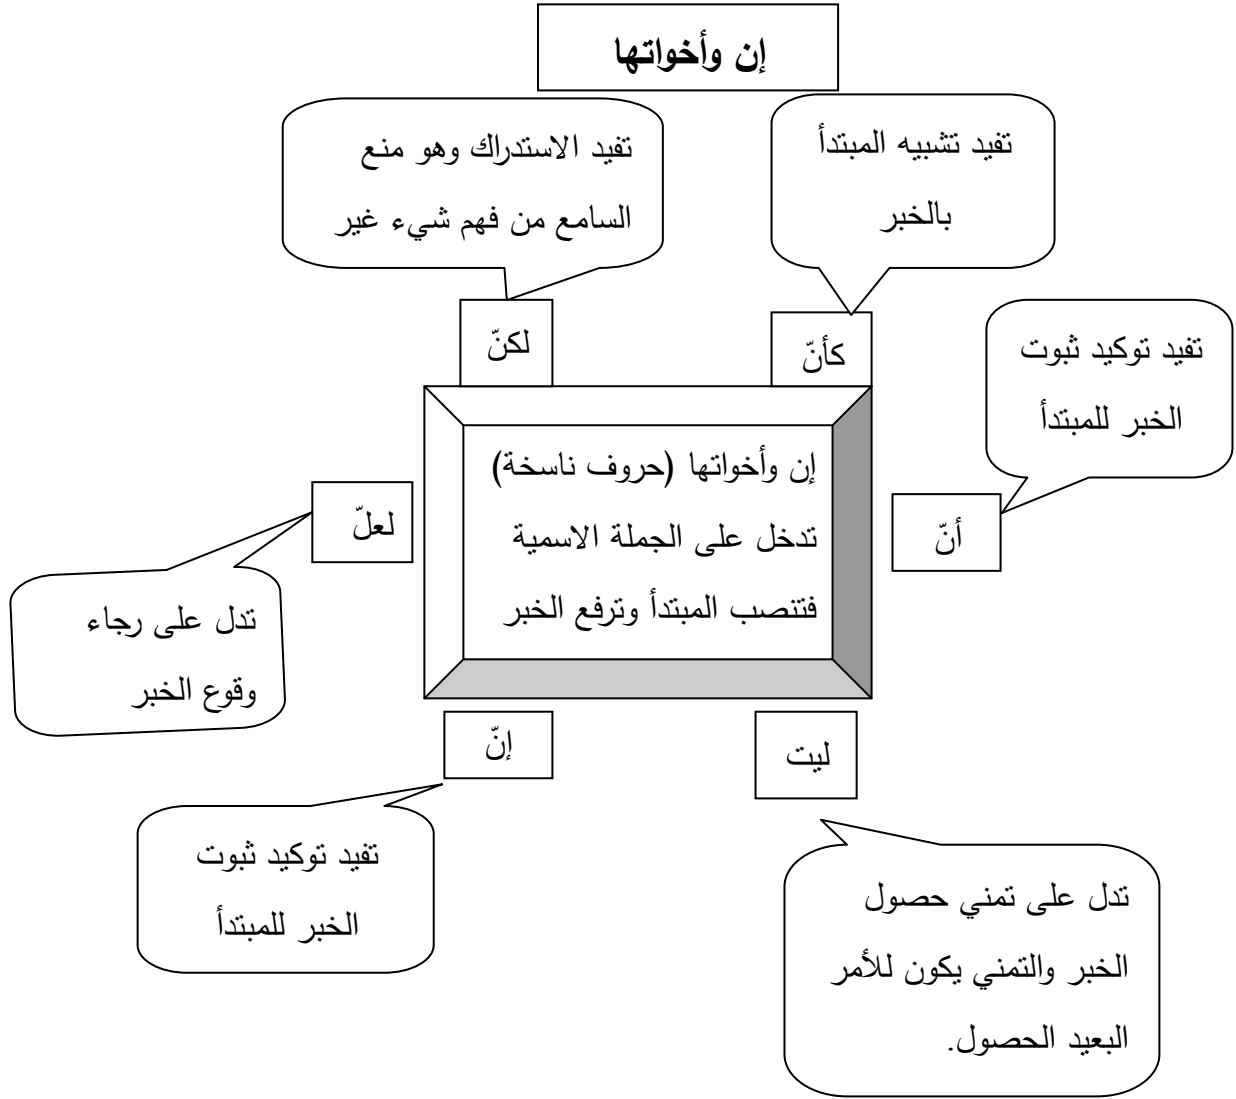 إن وأخواتها
تفيد تشبيه المبتدأ
بالخبر
تفيد الاستدراك وهو منع
السامع من فهم شيء غير
كأنّ
لكنّ
تفيد توكيد ثبوت
الخبر للمبتدأ
أنّ
إن وأخواتها (حروف ناسخة)
تدخل على الجملة الاسمية
فتنصب المبتدأ وترفع الخبر
لعلّ
تدل على رجاء
وقوع الخبر
ليت
إنّ
تدل على تمني حصول
الخبر والتمني يكون للأمر
البعيد الحصول.
تفيد توكيد ثبوت
الخبر للمبتدأ